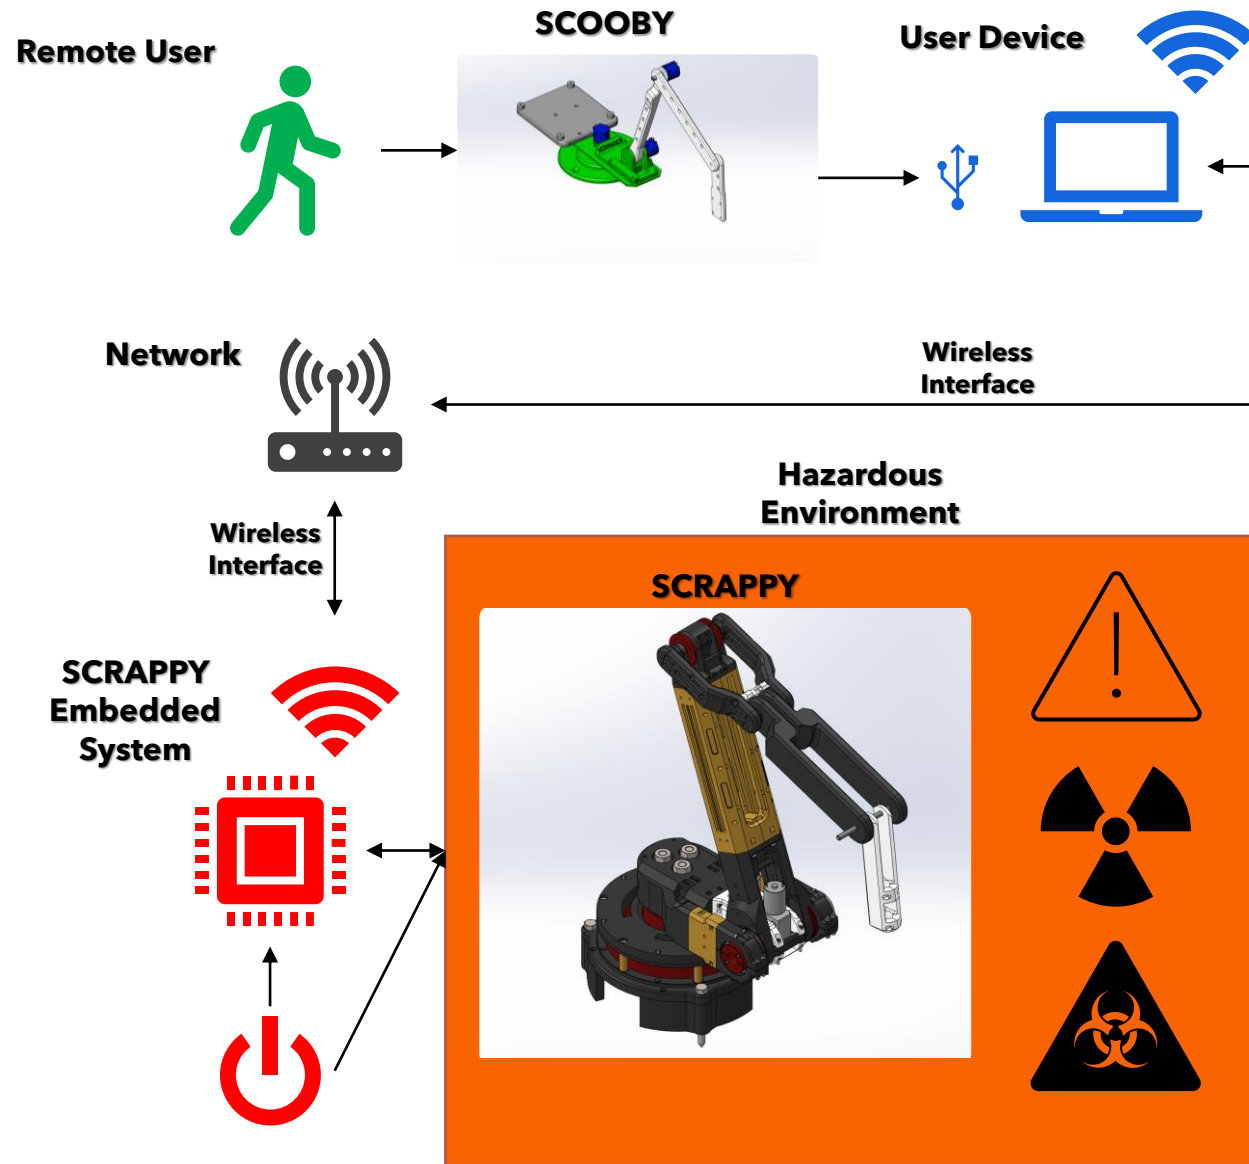 Remote User
SCOOBY
User Device
Network
Wireless
Interface
Hazardous
Environment
Wireless
Interface
SCRAPPY
SCRAPPY
Embedded
System